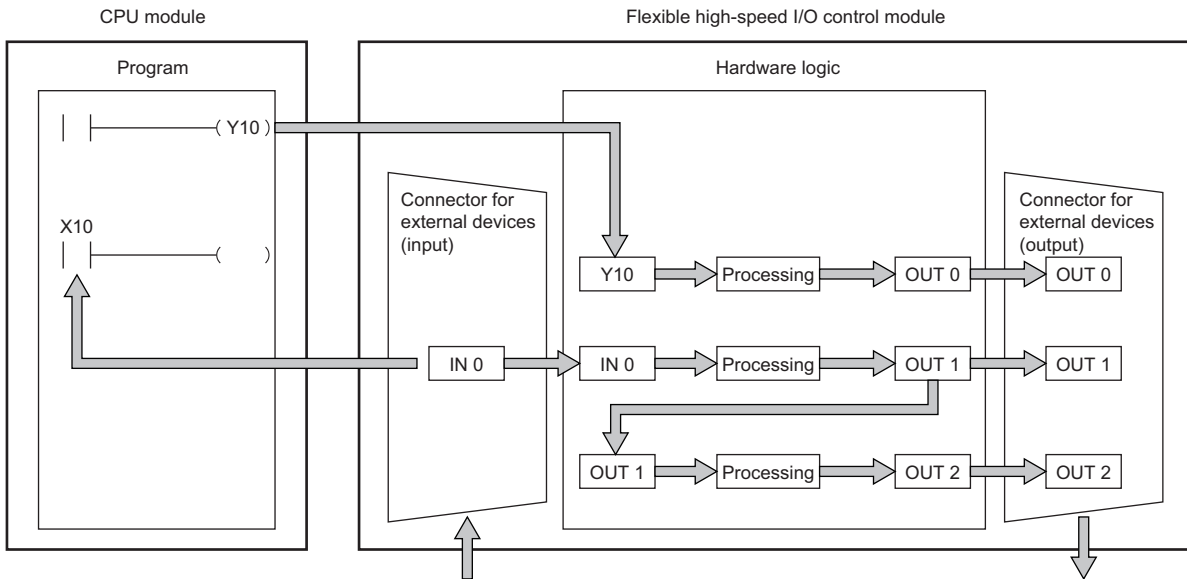 CPU module
Flexible high-speed I/O control module
Program
Hardware logic
( Y10 )
X10
( )
Connector for
external devices
(input)
Connector for
external devices
(output)
Y10
Processing
OUT 0
OUT 0
IN 0
IN 0
Processing
OUT 1
OUT 1
OUT 1
Processing
OUT 2
OUT 2